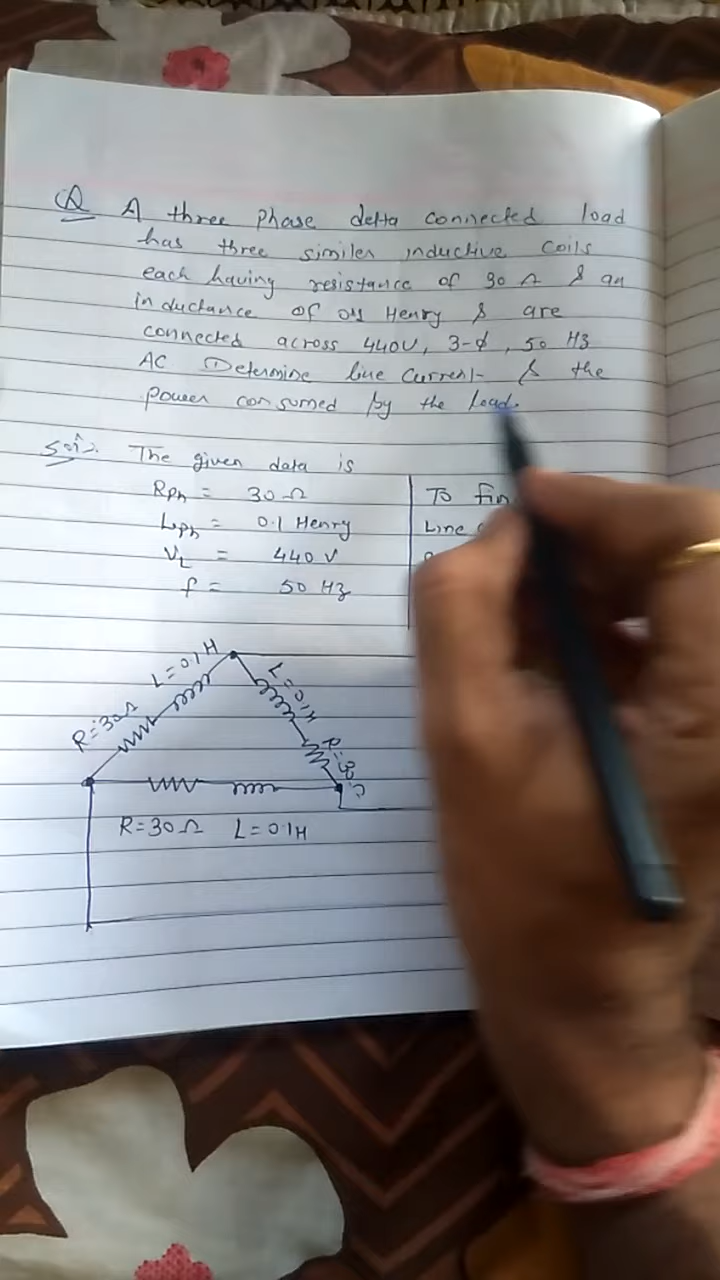 Q A three phase delta connected load
has three similer inductive coils
each having resistance of 30 Ω & an
inductance of 0.1 Henry & are
connected across 440V, 3-ϕ, 50 Hz
AC Determine line current & the
power consumed by the load.
Solⁿ: The given data is
Rph = 30 Ω
Lph = 0.1 Henry
VL = 440 V
f = 50 Hz
To fin
Line
L=0.1H
L=0.1H
R=30Ω
R=30Ω L=0.1H